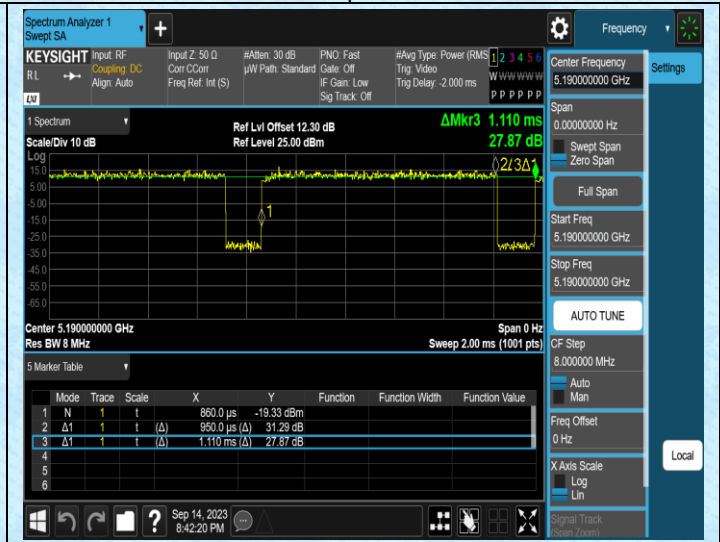 Spectrum Analyzer 1
Swept SA
Frequency
KEYSIGHT
Input: RF
Coupling: DC
Align: Auto
Input Z: 50 Ω
Corr CCorr
Freq Ref: Int (S)
#Atten: 30 dB
µW Path: Standard
PNO: Fast
Gate: Off
IF Gain: Low
Sig Track: Off
#Avg Type: Power (RMS
Trig: Video
Trig Delay: -2.000 ms
1 2 3 4 5 6
W W W W W W
P P P P P P
R L
LXI
1 Spectrum
Scale/Div 10 dB
Ref Lvl Offset 12.30 dB
Ref Level 25.00 dBm
ΔMkr3 1.110 ms
27.87 dB
Log
15.0
5.00
-5.00
-15.0
-25.0
-35.0
-45.0
-55.0
-65.0
1
Center 5.190000000 GHz
Res BW 8 MHz
Span 0 Hz
Sweep 2.00 ms (1001 pts)
5 Marker Table
Mode Trace Scale X Y Function Function Width Function Value
1 N 1 t 860.0 µs -19.33 dBm
2 Δ1 1 t (Δ) 950.0 µs (Δ) 31.29 dB
3 Δ1 1 t (Δ) 1.110 ms (Δ) 27.87 dB
4
5
6
Sep 14, 2023
8:42:20 PM
Center Frequency
5.190000000 GHz
Settings
Span
0.00000000 Hz
Swept Span
Zero Span
Full Span
Start Freq
5.190000000 GHz
Stop Freq
5.190000000 GHz
AUTO TUNE
CF Step
8.000000 MHz
Auto
Man
Freq Offset
0 Hz
Local
X Axis Scale
Log
Lin
Signal Track
(Span Zoom)